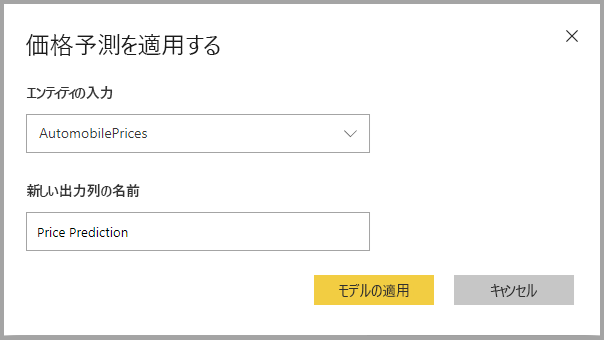 価格予測を適用する
エンティティの入力
AutomobilePrices
新しい出力列の名前
Price Prediction
モデルの適用
キャンセル